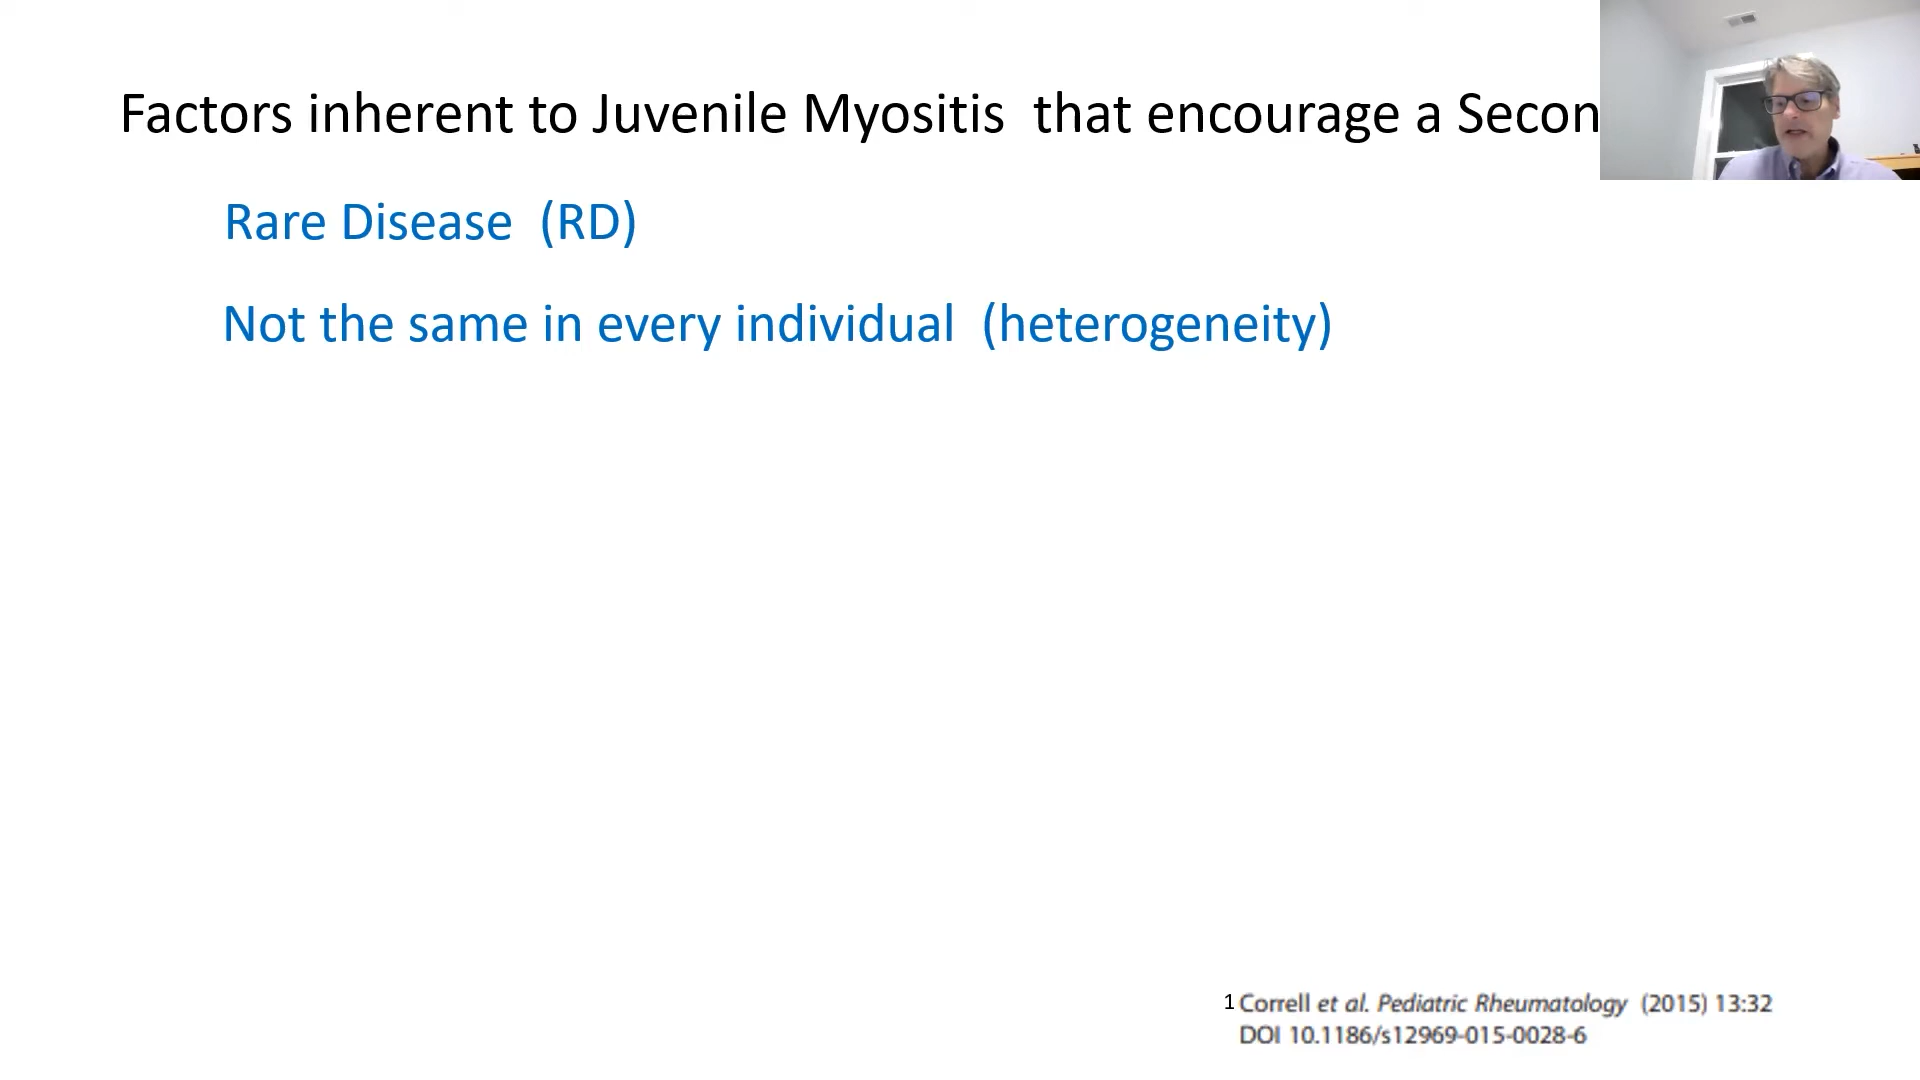 Factors inherent to Juvenile Myositis that encourage a Secon
Rare Disease (RD)
Not the same in every individual (heterogeneity)
1 Correll et al. Pediatric Rheumatology (2015) 13:32
DOI 10.1186/s12969-015-0028-6